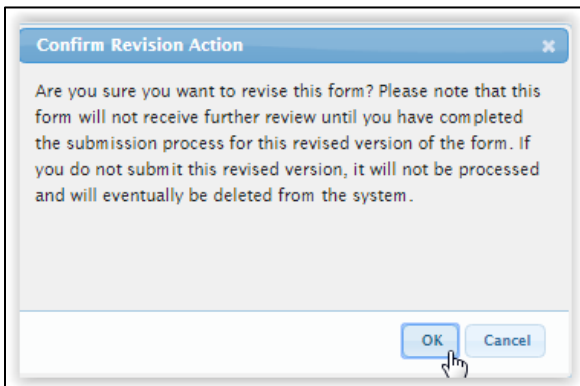 Confirm Revision Action
Are you sure you want to revise this form? Please note that this
form will not receive further review until you have completed
the submission process for this revised version of the form. If
you do not submit this revised version, it will not be processed
and will eventually be deleted from the system.
OK Cancel